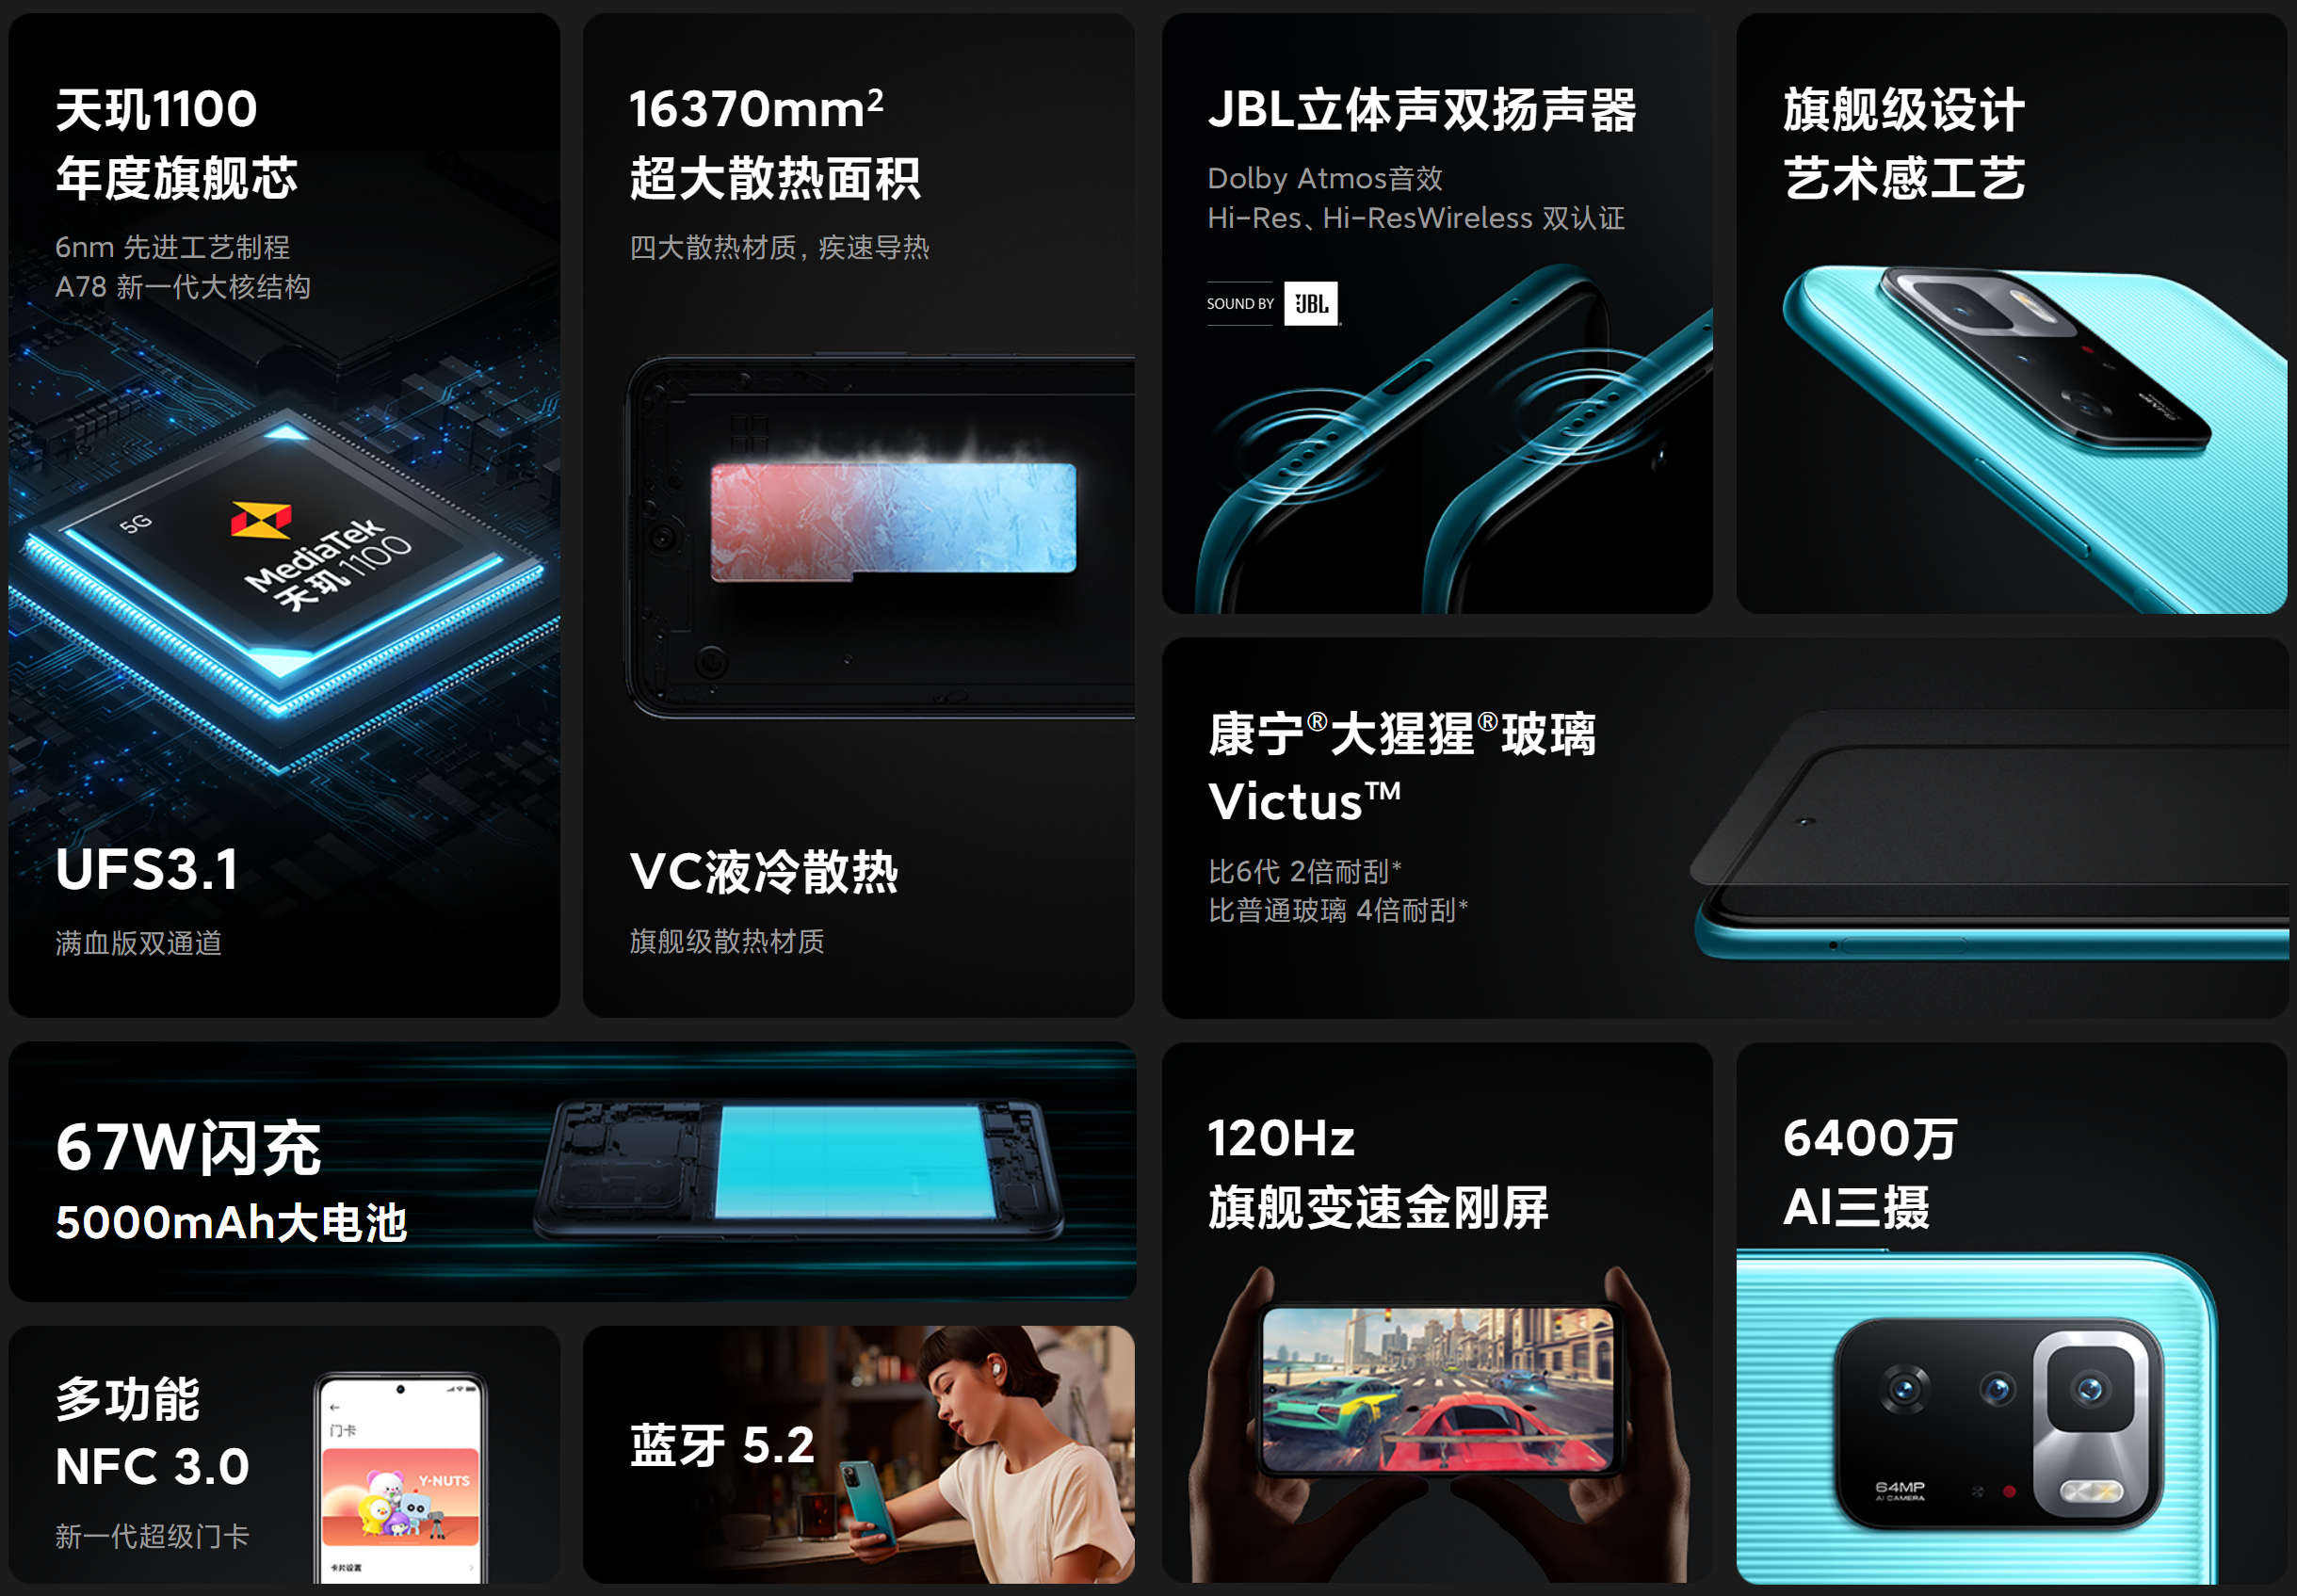 天玑1100
年度旗舰芯
6nm 先进工艺制程
A78 新一代大核结构
5G
MediaTek
天玑1100
UFS3.1
满血版双通道
16370mm²
超大散热面积
四大散热材质，疾速导热
VC液冷散热
旗舰级散热材质
JBL立体声双扬声器
Dolby Atmos音效
Hi-Res、Hi-ResWireless 双认证
SOUND BY JBL
旗舰级设计
艺术感工艺
康宁®大猩猩®玻璃
Victus™
比6代 2倍耐刮*
比普通玻璃 4倍耐刮*
67W闪充
5000mAh大电池
多功能
NFC 3.0
新一代超级门卡
门卡
Y-NUTS
卡片设置
蓝牙 5.2
120Hz
旗舰变速金刚屏
6400万
AI三摄
64MP
AI CAMERA